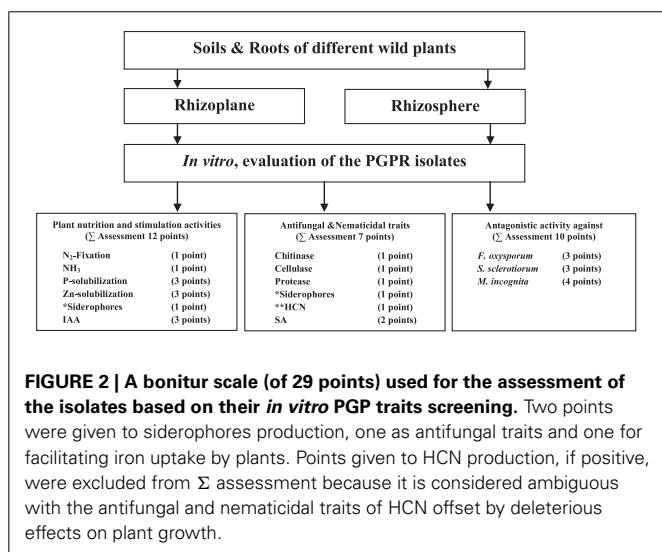 Soils & Roots of different wild plants
Rhizoplane
Rhizosphere
In vitro, evaluation of the PGPR isolates
Plant nutrition and stimulation activities
(∑ Assessment 12 points)
N₂-Fixation (1 point)
NH₃ (1 point)
P-solubilization (3 points)
Zn-solubilization (3 points)
*Siderophores (1 point)
IAA (3 points)
Antifungal &Nematicidal traits
(∑ Assessment 7 points)
Chitinase (1 point)
Cellulase (1 point)
Protease (1 point)
*Siderophores (1 point)
**HCN (1 point)
SA (2 points)
Antagonistic activity against
(∑ Assessment 10 points)
F. oxysporum (3 points)
S. sclerotiorum (3 points)
M. incognita (4 points)
FIGURE 2 | A bonitur scale (of 29 points) used for the assessment of
the isolates based on their in vitro PGP traits screening. Two points
were given to siderophores production, one as antifungal traits and one for
facilitating iron uptake by plants. Points given to HCN production, if positive,
were excluded from Σ assessment because it is considered ambiguous
with the antifungal and nematicidal traits of HCN offset by deleterious
effects on plant growth.